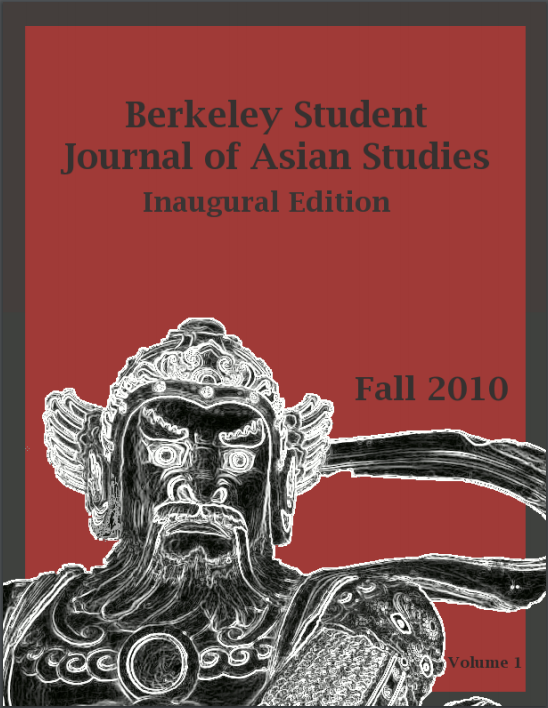 Berkeley Student
Journal of Asian Studies
Inaugural Edition
Fall 2010
Volume 1